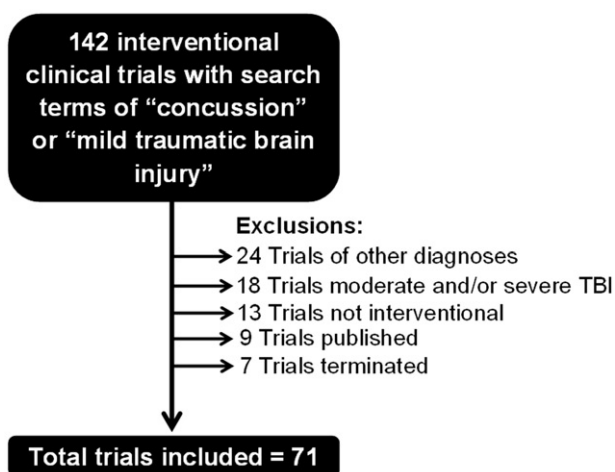 142 interventional
clinical trials with search
terms of “concussion”
or “mild traumatic brain
injury”
Exclusions:
24 Trials of other diagnoses
18 Trials moderate and/or severe TBI
13 Trials not interventional
9 Trials published
7 Trials terminated
Total trials included = 71